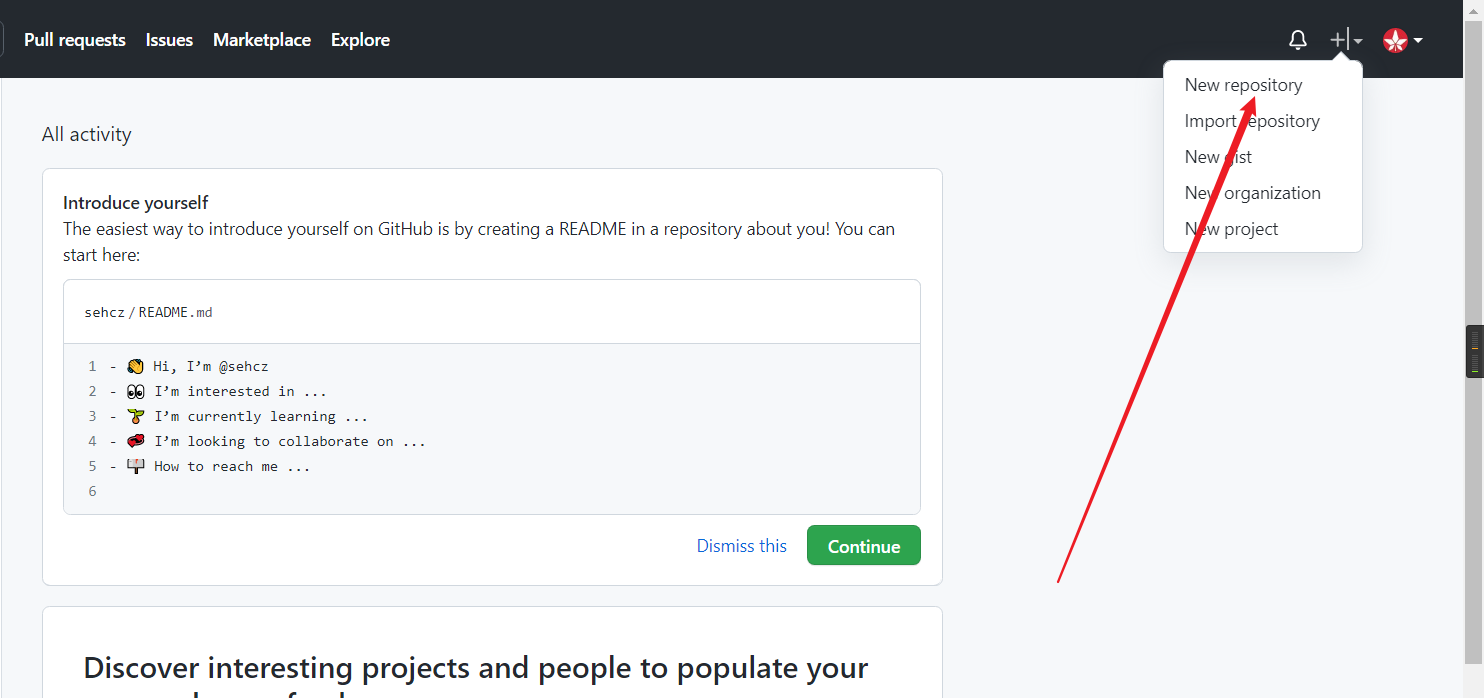 Pull requests Issues Marketplace Explore
New repository
Import repository
New gist
New organization
New project
All activity
Introduce yourself
The easiest way to introduce yourself on GitHub is by creating a README in a repository about you! You can
start here:
sehcz / README.md
1 - 👋 Hi, I’m @sehcz
2 - 👀 I’m interested in ...
3 - 🌱 I’m currently learning ...
4 - 💞️ I’m looking to collaborate on ...
5 - 📫 How to reach me ...
6
Dismiss this Continue
Discover interesting projects and people to populate your